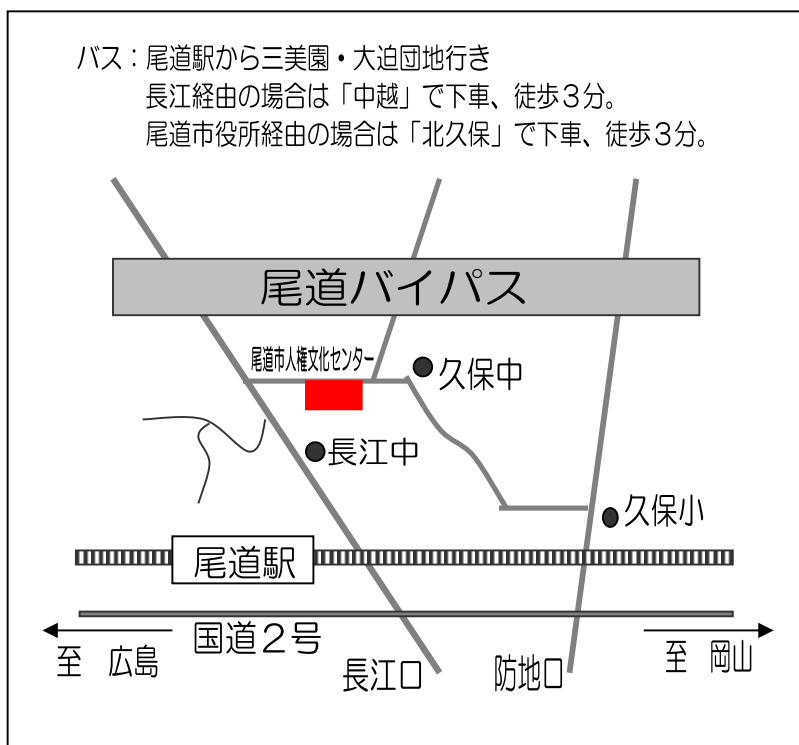 バス：尾道駅から三美園・大迫団地行き
長江経由の場合は「中越」で下車、徒歩３分。
尾道市役所経由の場合は「北久保」で下車、徒歩３分。
尾道バイパス
尾道市人権文化センター
久保中
長江中
久保小
尾道駅
国道２号
至　広島
長江口
防地口
至　岡山